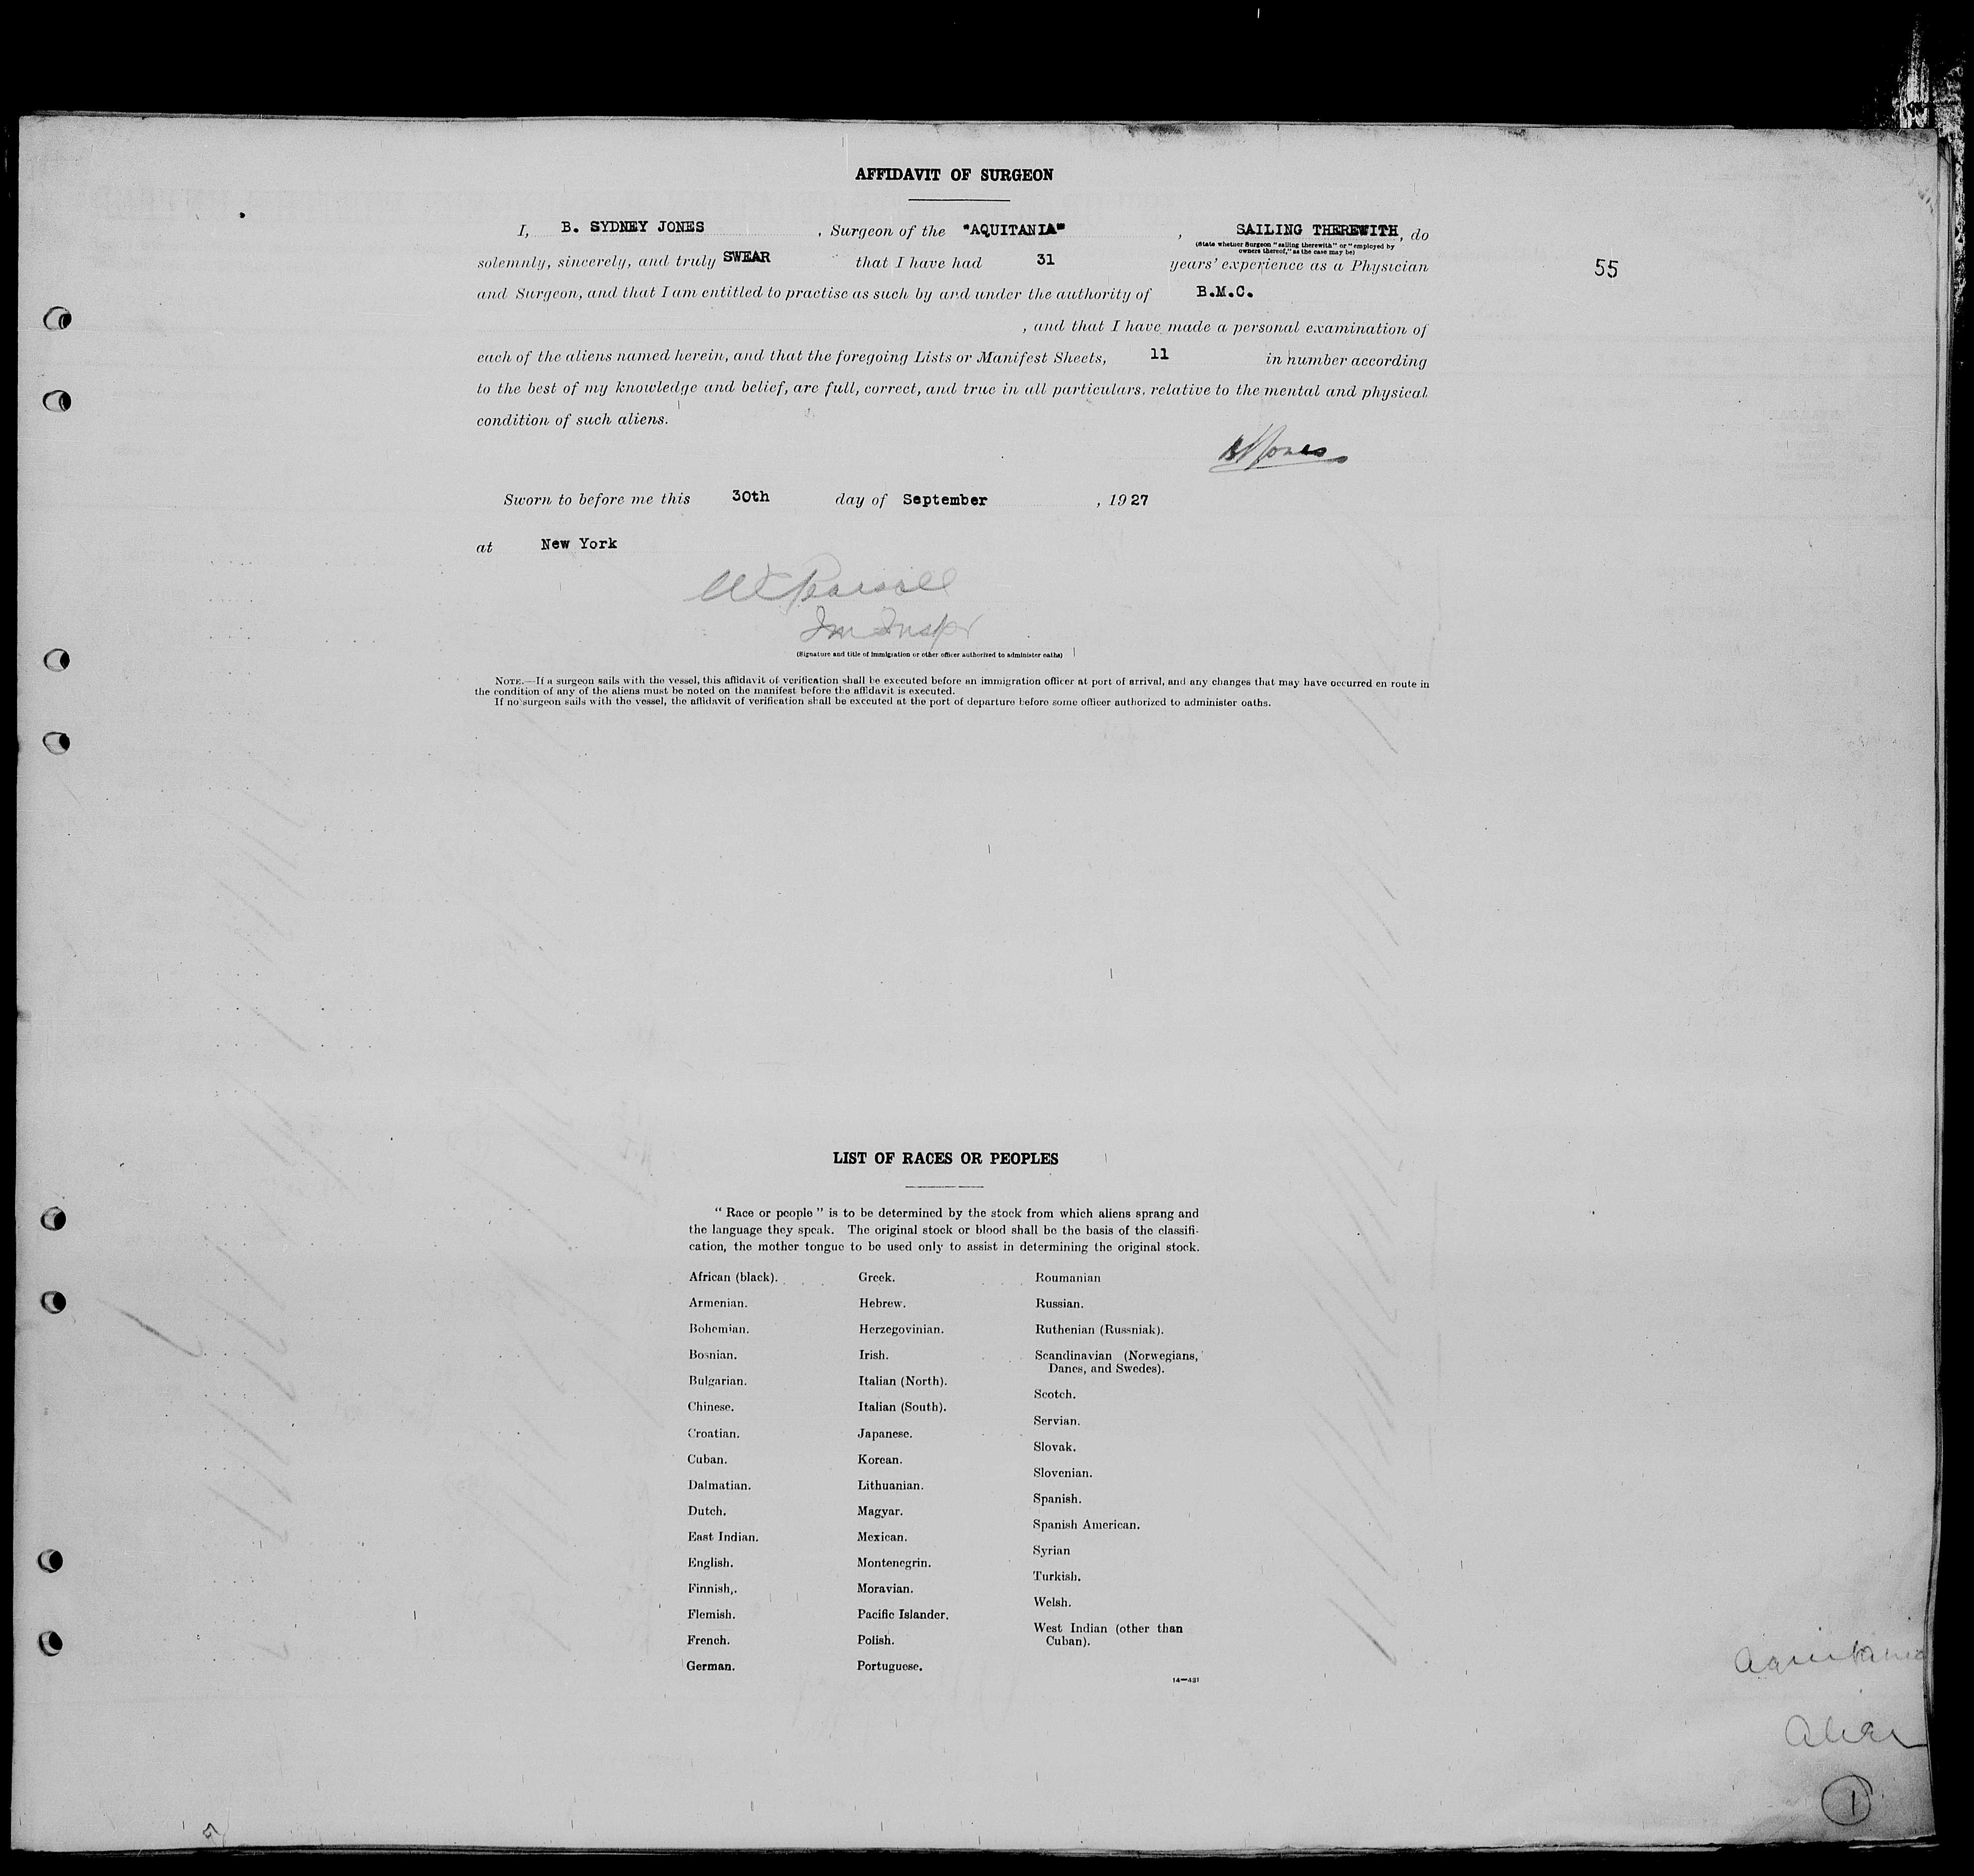 AFFIDAVIT OF SURGEON
I, B. SYDNEY JONES , Surgeon of the "AQUITANIA" , SAILING THEREWITH, do
(State whether Surgeon "sailing therewith" or "employed by
owners thereof," as the case may be)
solemnly, sincerely, and truly SWEAR that I have had 31 years' experience as a Physician
55
and Surgeon, and that I am entitled to practise as such by and under the authority of B.M.C.
, and that I have made a personal examination of
each of the aliens named herein, and that the foregoing Lists or Manifest Sheets, 11 in number according
to the best of my knowledge and belief, are full, correct, and true in all particulars. relative to the mental and physical
condition of such aliens.
Jones
Sworn to before me this 30th day of September , 1927
at New York
Im Inspr
(Signature and title of immigration or other officer authorized to administer oaths)
NOTE.—If a surgeon sails with the vessel, this affidavit of verification shall be executed before an immigration officer at port of arrival, and any changes that may have occurred en route in
the condition of any of the aliens must be noted on the manifest before the affidavit is executed.
If no surgeon sails with the vessel, the affidavit of verification shall be executed at the port of departure before some officer authorized to administer oaths.
LIST OF RACES OR PEOPLES
" Race or people " is to be determined by the stock from which aliens sprang and
the language they speak. The original stock or blood shall be the basis of the classifi-
cation, the mother tongue to be used only to assist in determining the original stock.
African (black).
Armenian.
Bohemian.
Bosnian.
Bulgarian.
Chinese.
Croatian.
Cuban.
Dalmatian.
Dutch.
East Indian.
English.
Finnish,.
Flemish.
French.
German.
Greek.
Hebrew.
Herzegovinian.
Irish.
Italian (North).
Italian (South).
Japanese.
Korean.
Lithuanian.
Magyar.
Mexican.
Montenegrin.
Moravian.
Pacific Islander.
Polish.
Portuguese.
Roumanian
Russian.
Ruthenian (Russniak).
Scandinavian (Norwegians,
Danes, and Swedes).
Scotch.
Servian.
Slovak.
Slovenian.
Spanish.
Spanish American.
Syrian
Turkish.
Welsh.
West Indian (other than
Cuban).
14—431
Aquitania
1